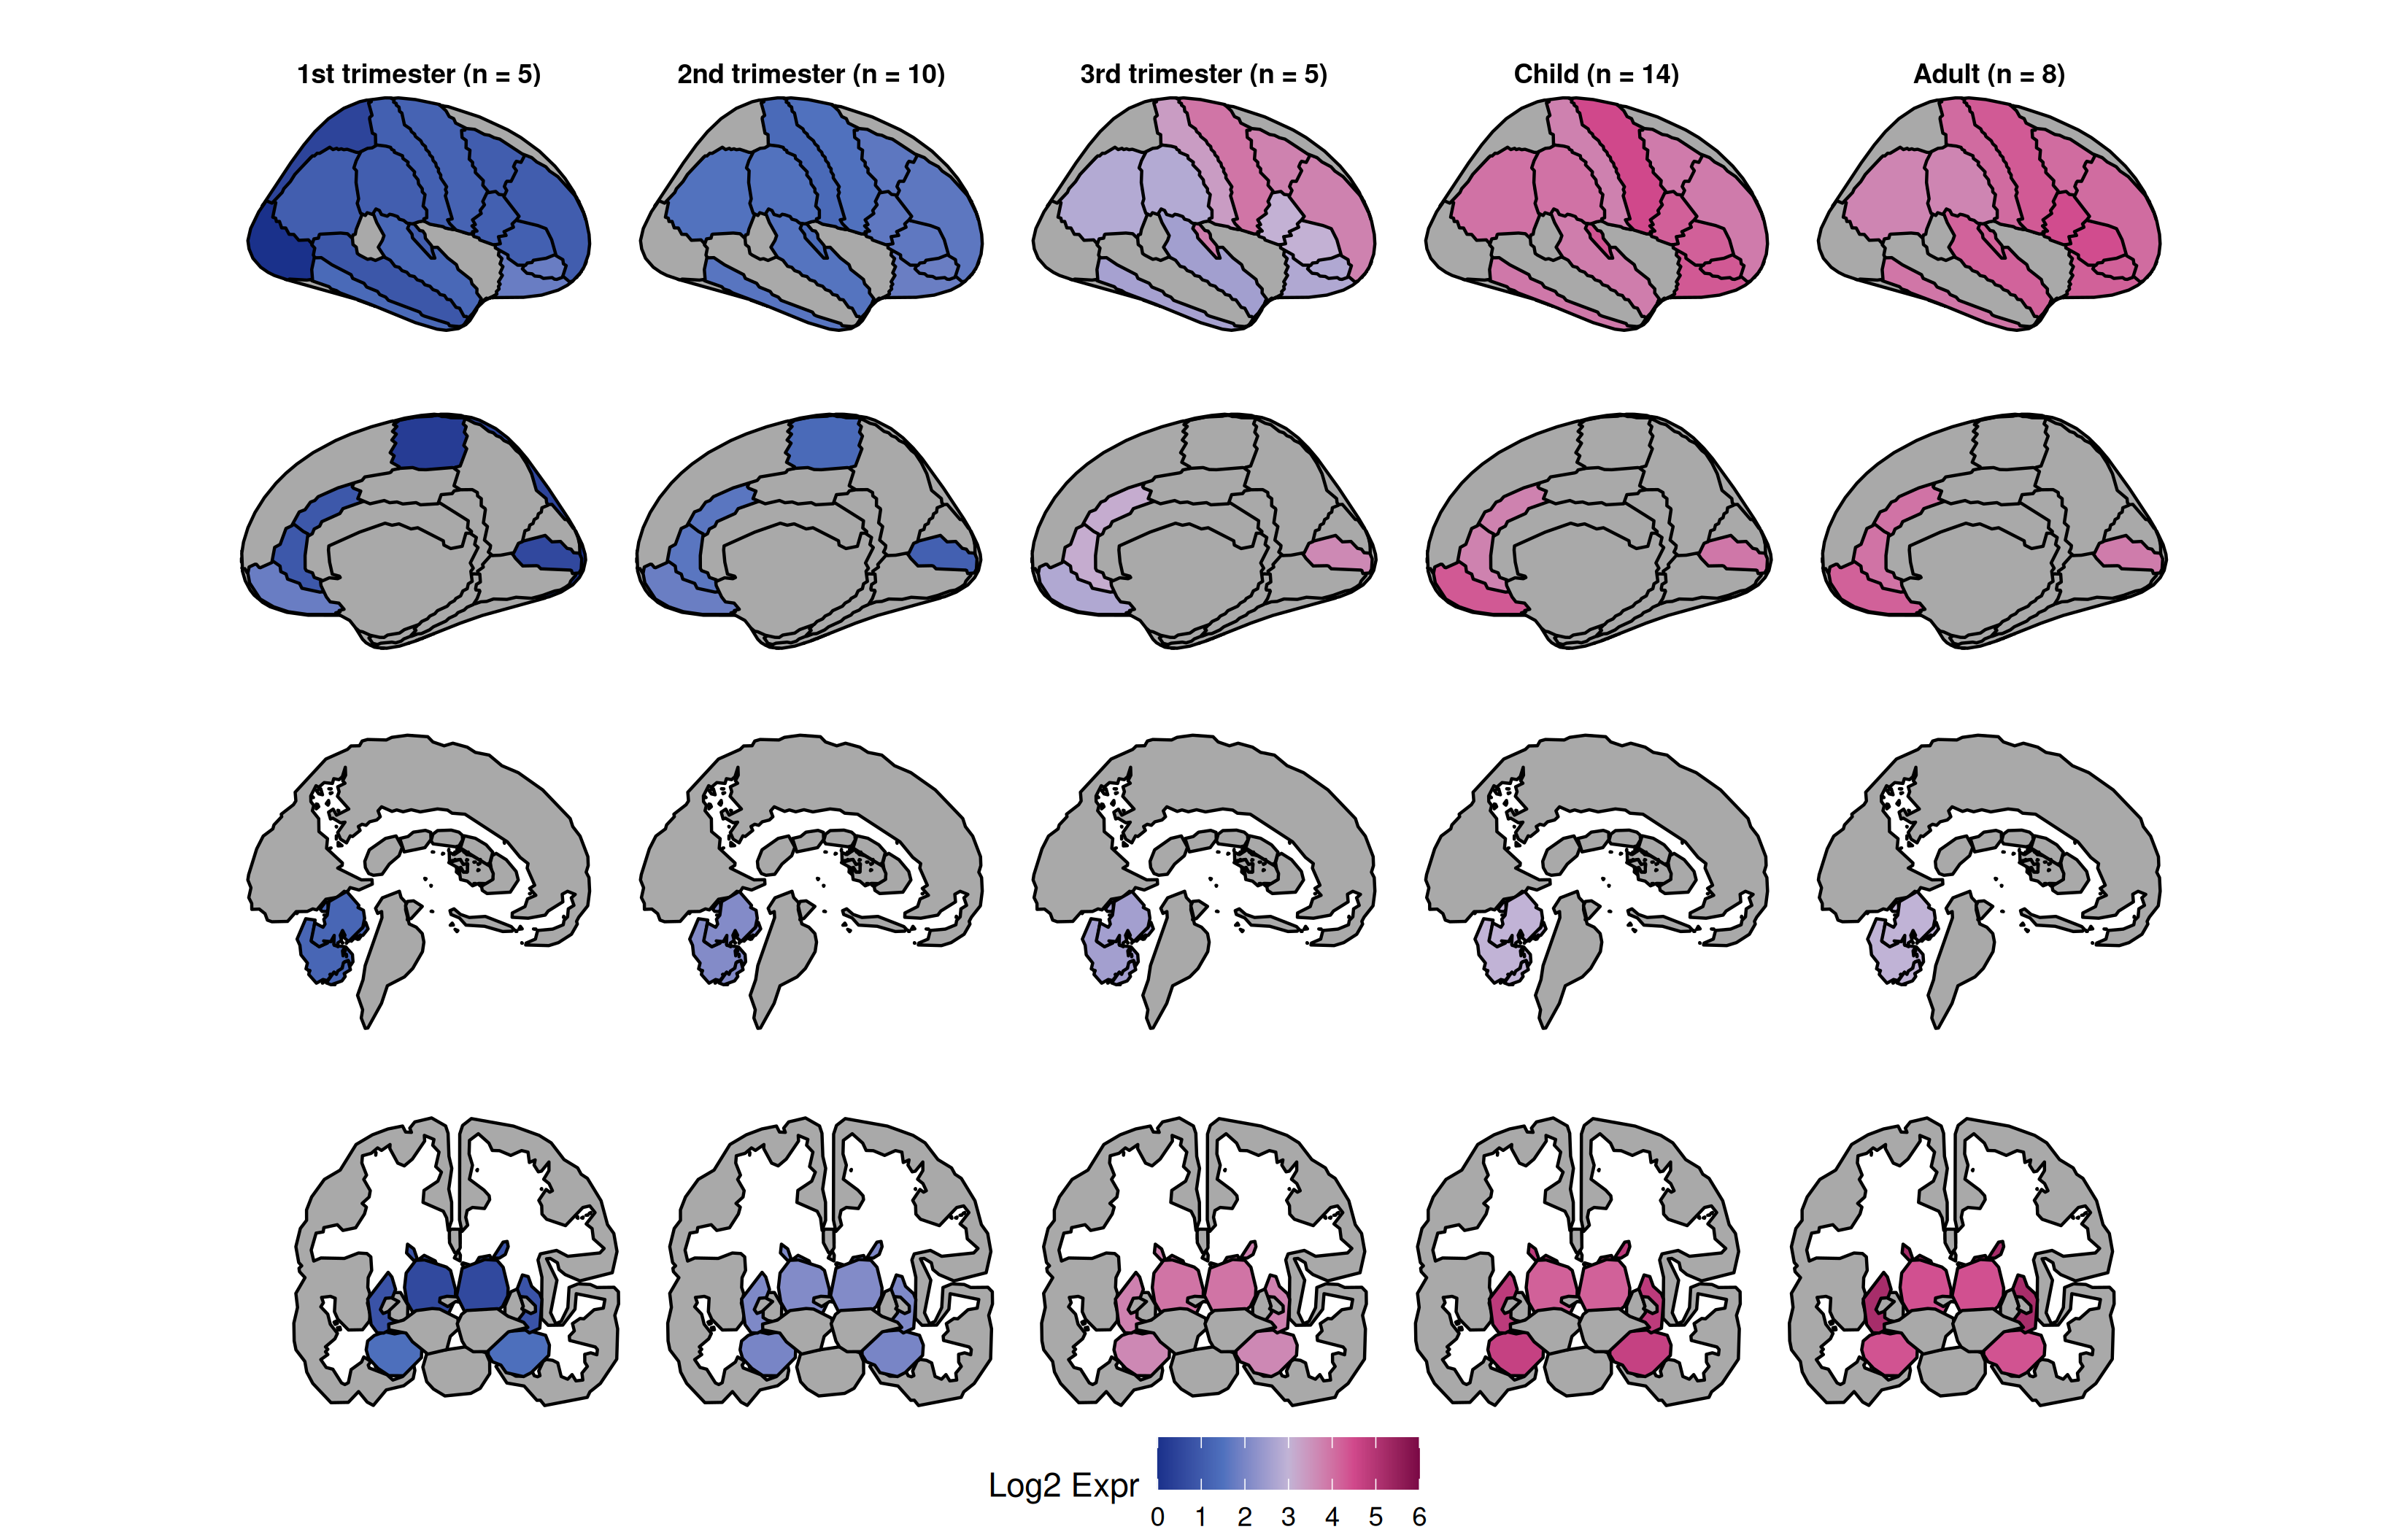 1st trimester (n = 5)
2nd trimester (n = 10)
3rd trimester (n = 5)
Child (n = 14)
Adult (n = 8)
Log2 Expr
0 1 2 3 4 5 6